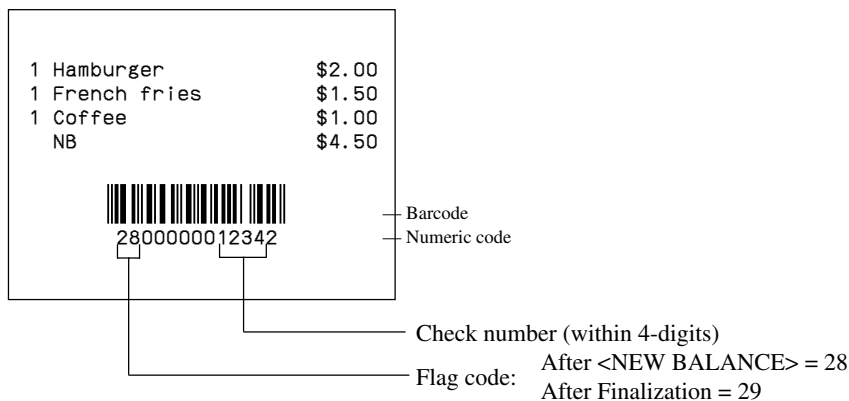 1 Hamburger $2.00
1 French fries $1.50
1 Coffee $1.00
NB $4.50
Barcode
2800000012342
Numeric code
Check number (within 4-digits)
Flag code: After <NEW BALANCE> = 28
After Finalization = 29